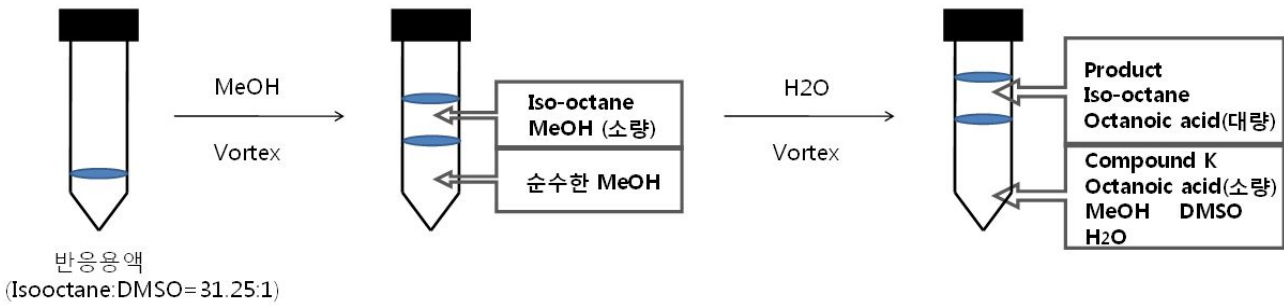 MeOH
Vortex
반응용액
(Isooctane:DMSO=31.25:1)
Iso-octane
MeOH (소량)
순수한 MeOH
H2O
Vortex
Product
Iso-octane
Octanoic acid(대량)
Compound K
Octanoic acid(소량)
MeOH DMSO
H2O